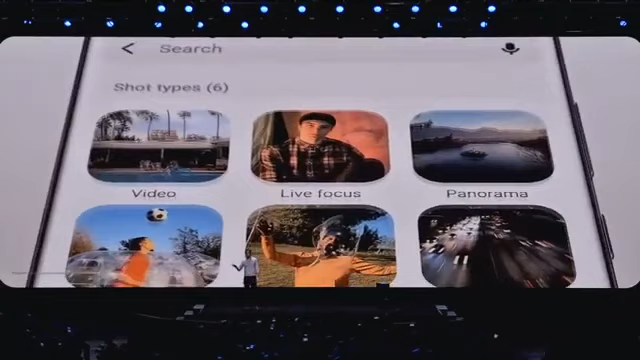 Search
Shot types (6)
Video
Live focus
Panorama